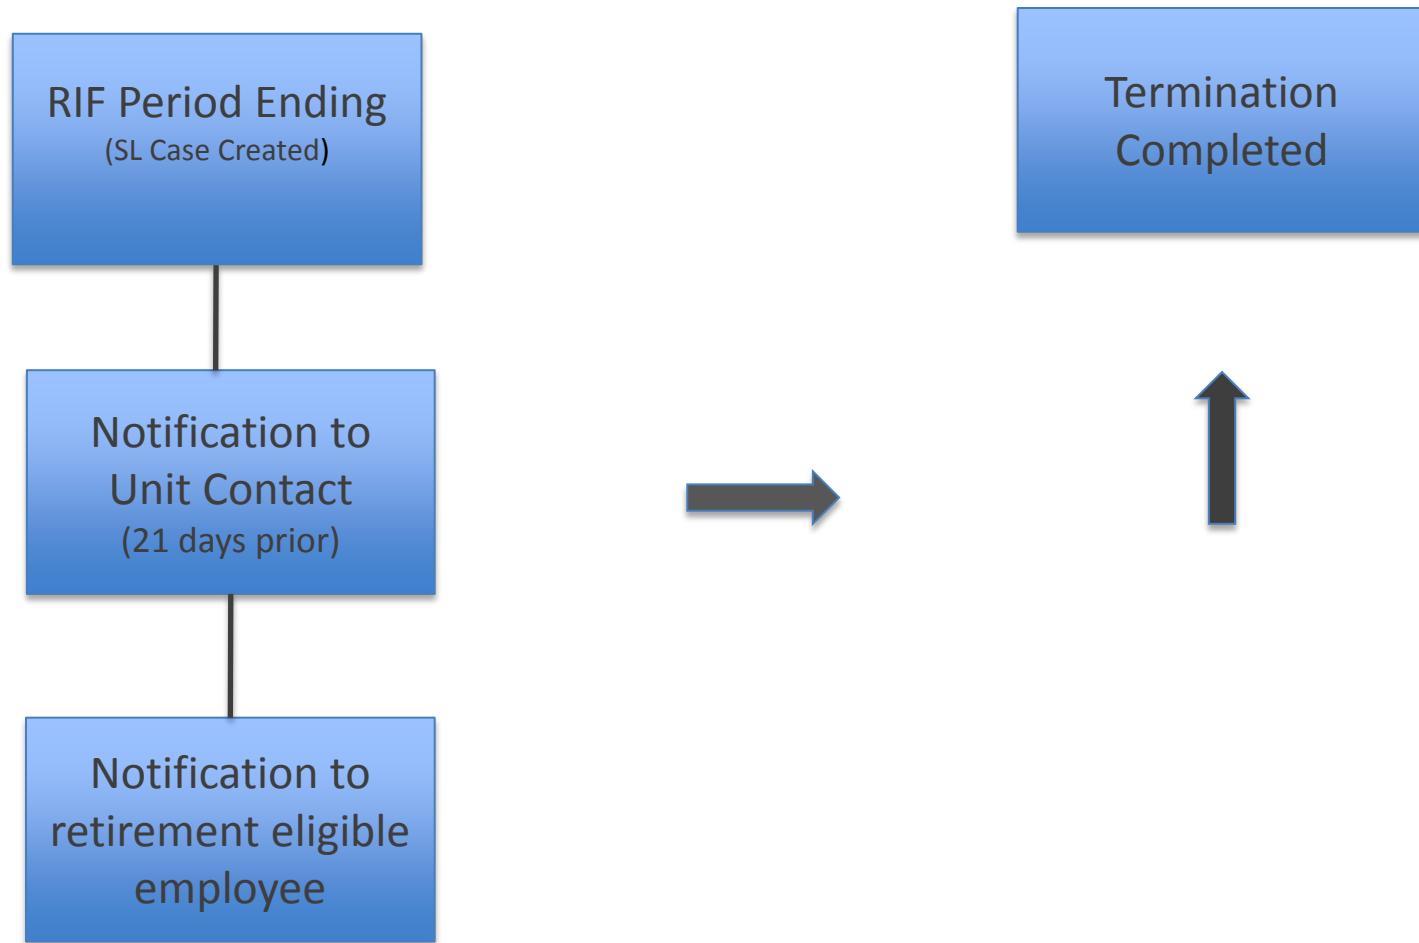 RIF Period Ending
(SL Case Created)
Notification to
Unit Contact
(21 days prior)
Notification to
retirement eligible
employee
Termination
Completed